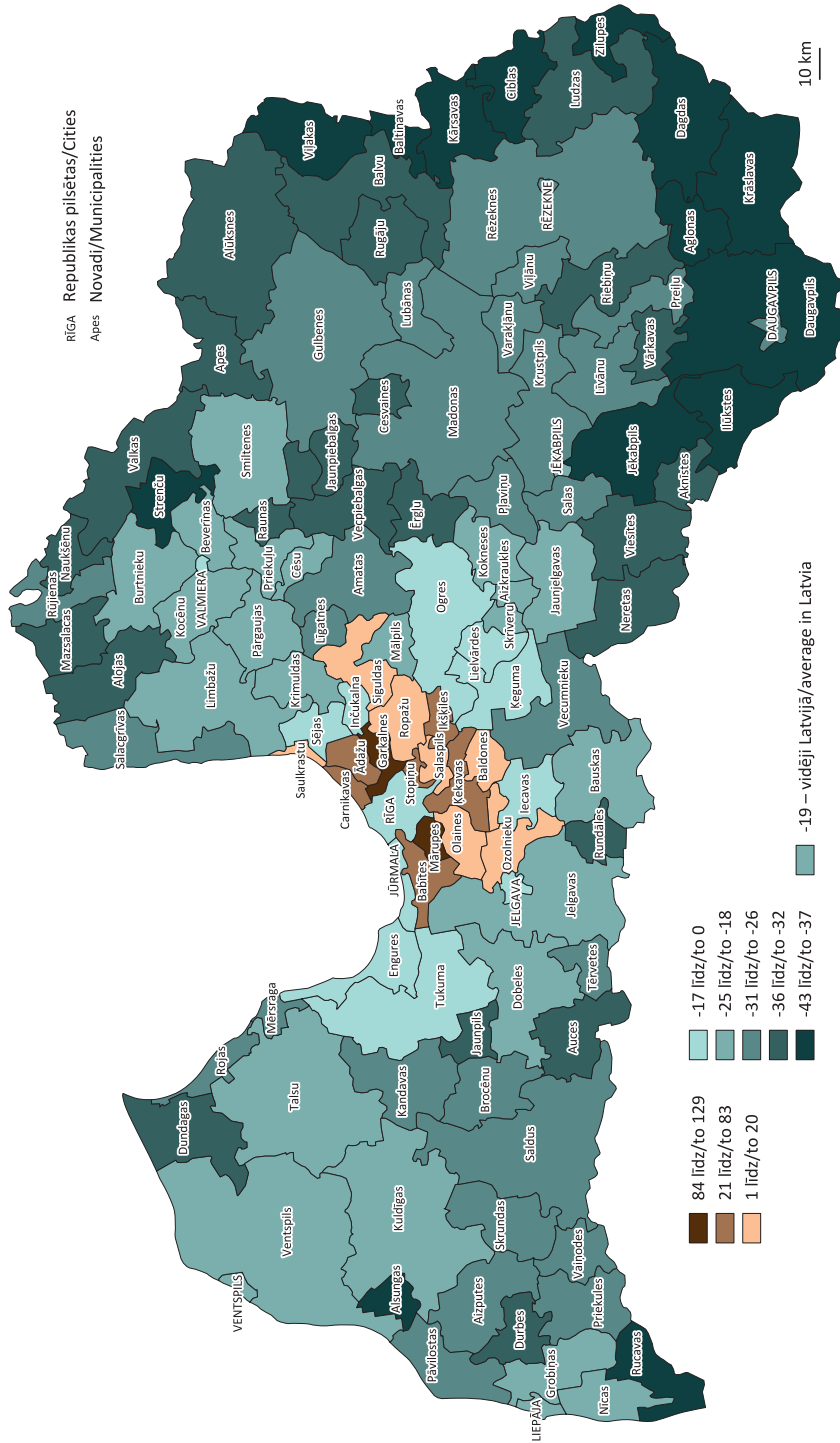 RĪGA Republikas pilsētas/Cities
Apes Novadi/Municipalities
Rūjienas
Naukšēnu
Mazsalacas
Valkas
Strenču
Alojas
Burtnieku
Salacgrīvas
Kocēnu
VALMIERA
Beverīnas
Smiltenes
Apes
Alūksnes
Viļakas
Limbažu
Pārgaujas
Priekuļu
Raunas
Cēsu
Jaunpiebalgas
Gulbenes
Balvu
Baltinavas
Rugāju
Krimuldas
Līgatnes
Amatas
Vecpiebalgas
Cesvaines
Lubānas
Kārsavas
Saulkrastu
Sējas
Inčukalna
Siguldas
Mālpils
Ērgļu
Madonas
Rēzeknes
RĒZEKNE
Ciblas
Ludzas
Zilupes
Carnikavas
Ādažu
Garkalnes
Ropažu
Ogres
Varakļānu
Viļānu
RĪGA
Stopiņu
Salaspils
Ikšķiles
Lielvārdes
Kokneses
Pļaviņu
Krustpils
Aizkraukles
Skrīveru
JĒKABPILS
Līvānu
Riebiņu
Preiļu
Vārkavas
Aglonas
Dagdas
Krāslavas
JŪRMALA
Babītes
Mārupes
Olaines
Ķekavas
Baldones
Ķeguma
Jaunjelgavas
Salas
Jēkabpils
Ozolnieku
Iecavas
Vecumnieku
Neretas
Viesītes
Aknīstes
Ilūkstes
DAUGAVPILS
Daugavpils
JELGAVA
Jelgavas
Rundāles
Bauskas
Engures
Tukuma
Dobeles
Tērvetes
Jaunpils
Auces
Mērsraga
Rojas
Dundagas
Talsu
Kandavas
Brocēnu
Saldus
VENTSPILS
Ventspils
Kuldīgas
Skrundas
Alsungas
Aizputes
Vaiņodes
Pāvilostas
Durbes
Priekules
Grobiņas
LIEPĀJA
Nīcas
Rucavas
84 līdz/to 129
21 līdz/to 83
1 līdz/to 20
-17 līdz/to 0
-25 līdz/to -18
-31 līdz/to -26
-36 līdz/to -32
-43 līdz/to -37
-19 – vidēji Latvijā/average in Latvia
10 km